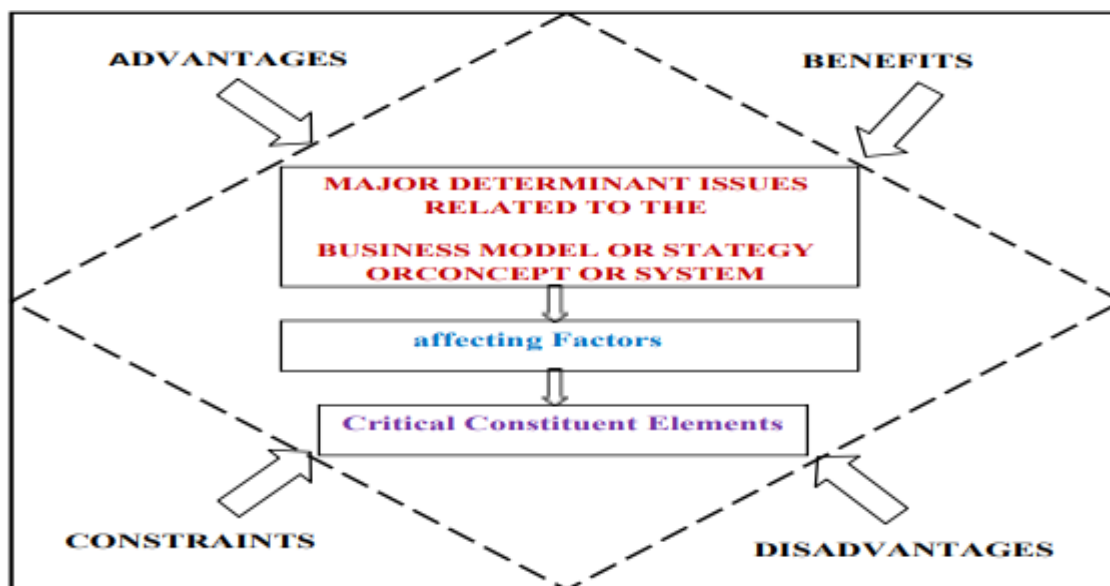 ADVANTAGES
BENEFITS
MAJOR DETERMINANT ISSUES
RELATED TO THE
BUSINESS MODEL OR STATEGY
ORCONCEPT OR SYSTEM
affecting Factors
Critical Constituent Elements
CONSTRAINTS
DISADVANTAGES